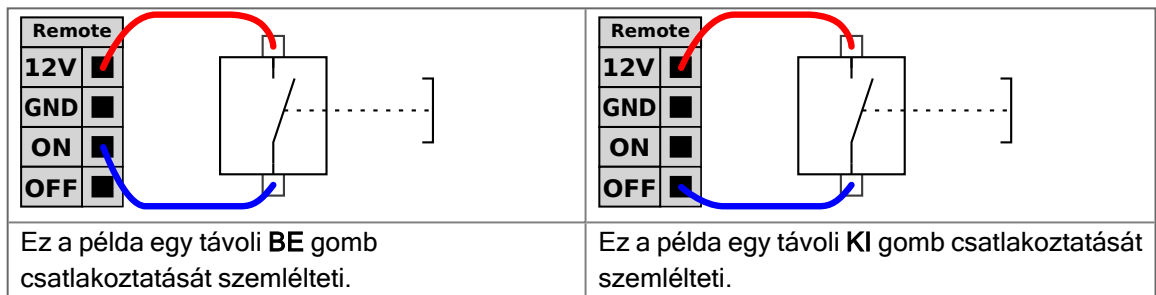 Remote
12V
GND
ON
OFF
Ez a példa egy távoli BE gomb
csatlakoztatását szemlélteti.
Remote
12V
GND
ON
OFF
Ez a példa egy távoli KI gomb csatlakoztatását
szemlélteti.